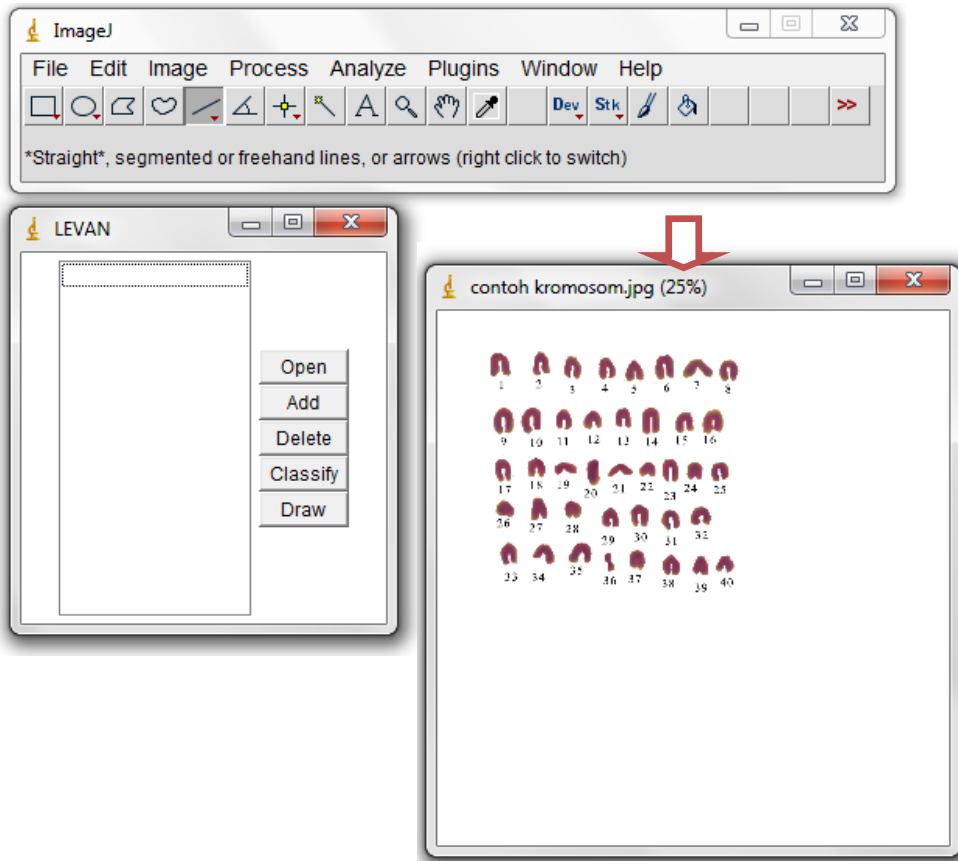 ImageJ
File Edit Image Process Analyze Plugins Window Help
A Dev Stk >>
*Straight*, segmented or freehand lines, or arrows (right click to switch)
LEVAN
Open
Add
Delete
Classify
Draw
contoh kromosom.jpg (25%)
1 2 3 4 5 6 7 8
9 10 11 12 13 14 15 16
17 18 19 20 21 22 23 24 25
26 27 28 29 30 31 32
33 34 35 36 37 38 39 40